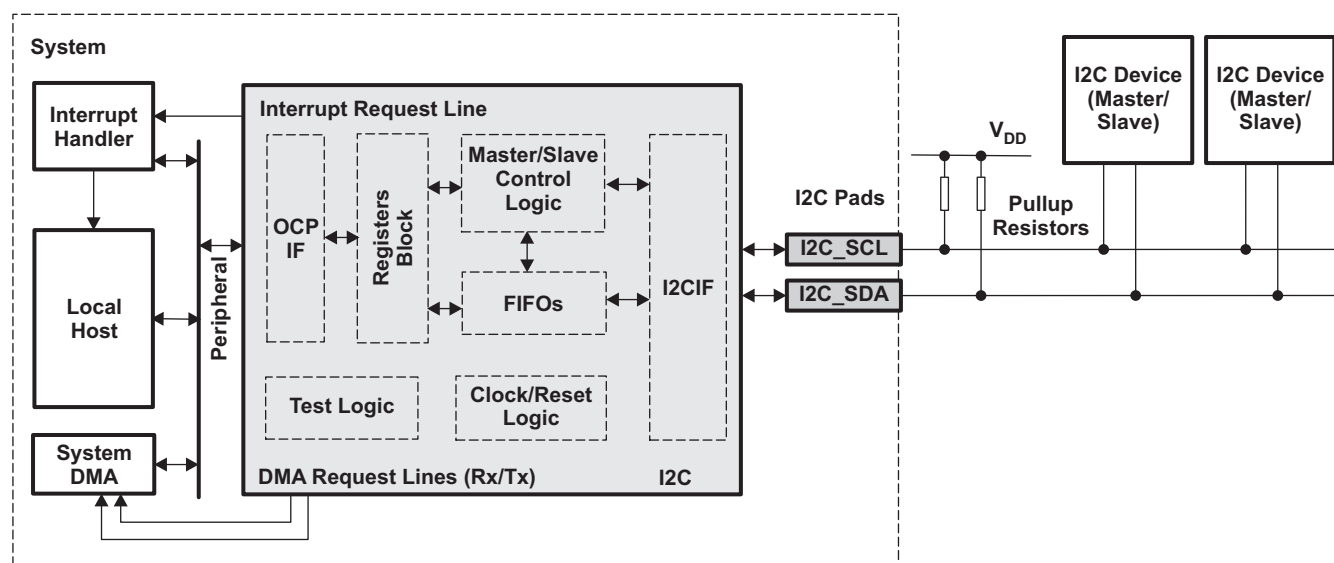 System
Interrupt
Handler
Local
Host
System
DMA
Peripheral
Interrupt Request Line
OCP
IF
Registers
Block
Master/Slave
Control
Logic
FIFOs
I2CIF
Test Logic
Clock/Reset
Logic
DMA Request Lines (Rx/Tx)
I2C
I2C Pads
I2C_SCL
I2C_SDA
VDD
Pullup
Resistors
I2C Device
(Master/
Slave)
I2C Device
(Master/
Slave)